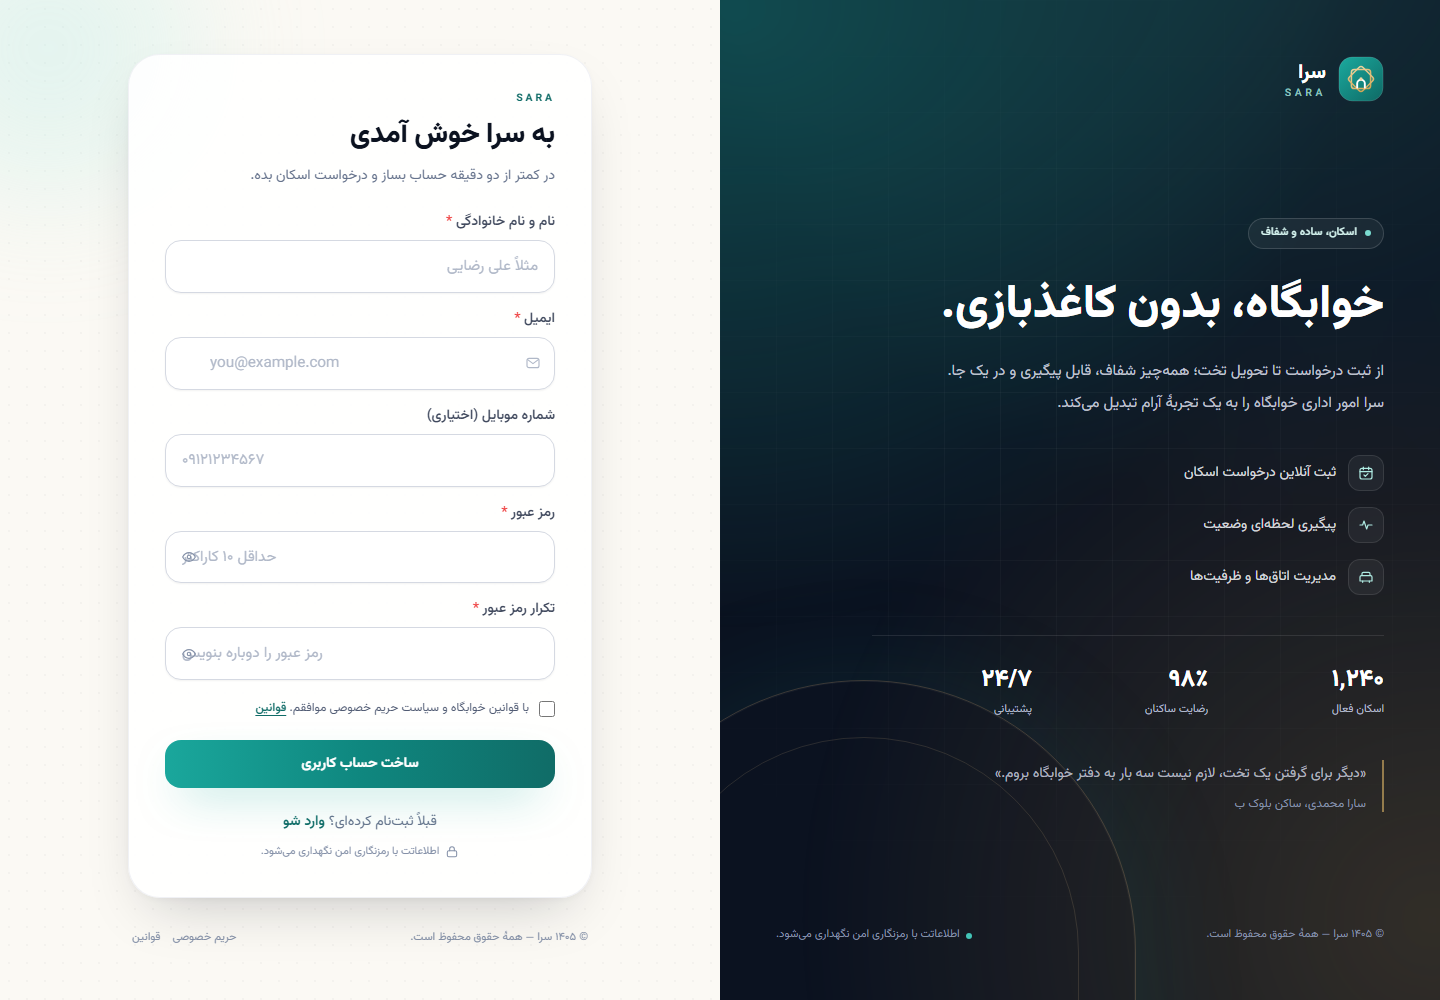 سرا
SARA
اسکان، ساده و شفاف
خوابگاه، بدون کاغذبازی.
از ثبت درخواست تا تحویل تخت؛ همه‌چیز شفاف، قابل پیگیری و در یک جا.
سرا امور اداری خوابگاه را به یک تجربهٔ آرام تبدیل می‌کند.
ثبت آنلاین درخواست اسکان
پیگیری لحظه‌ای وضعیت
مدیریت اتاق‌ها و ظرفیت‌ها
۱,۲۴۰
اسکان فعال
۹۸٪
رضایت ساکنان
۲۴/۷
پشتیبانی
«دیگر برای گرفتن یک تخت، لازم نیست سه بار به دفتر خوابگاه بروم.»
سارا محمدی، ساکن بلوک ب
© ۱۴۰۵ سرا — همهٔ حقوق محفوظ است.
اطلاعاتت با رمزنگاری امن نگهداری می‌شود.
SARA
به سرا خوش آمدی
در کمتر از دو دقیقه حساب بساز و درخواست اسکان بده.
نام و نام خانوادگی *
مثلاً علی رضایی
ایمیل *
you@example.com
شماره موبایل (اختیاری)
۰۹۱۲۱۲۳۴۵۶۷
رمز عبور *
حداقل ۱۰ کاراکتر
تکرار رمز عبور *
رمز عبور را دوباره بنویس
با قوانین خوابگاه و سیاست حریم خصوصی موافقم. قوانین
ساخت حساب کاربری
قبلاً ثبت‌نام کرده‌ای؟ وارد شو
اطلاعاتت با رمزنگاری امن نگهداری می‌شود.
© ۱۴۰۵ سرا — همهٔ حقوق محفوظ است.
حریم خصوصی قوانین